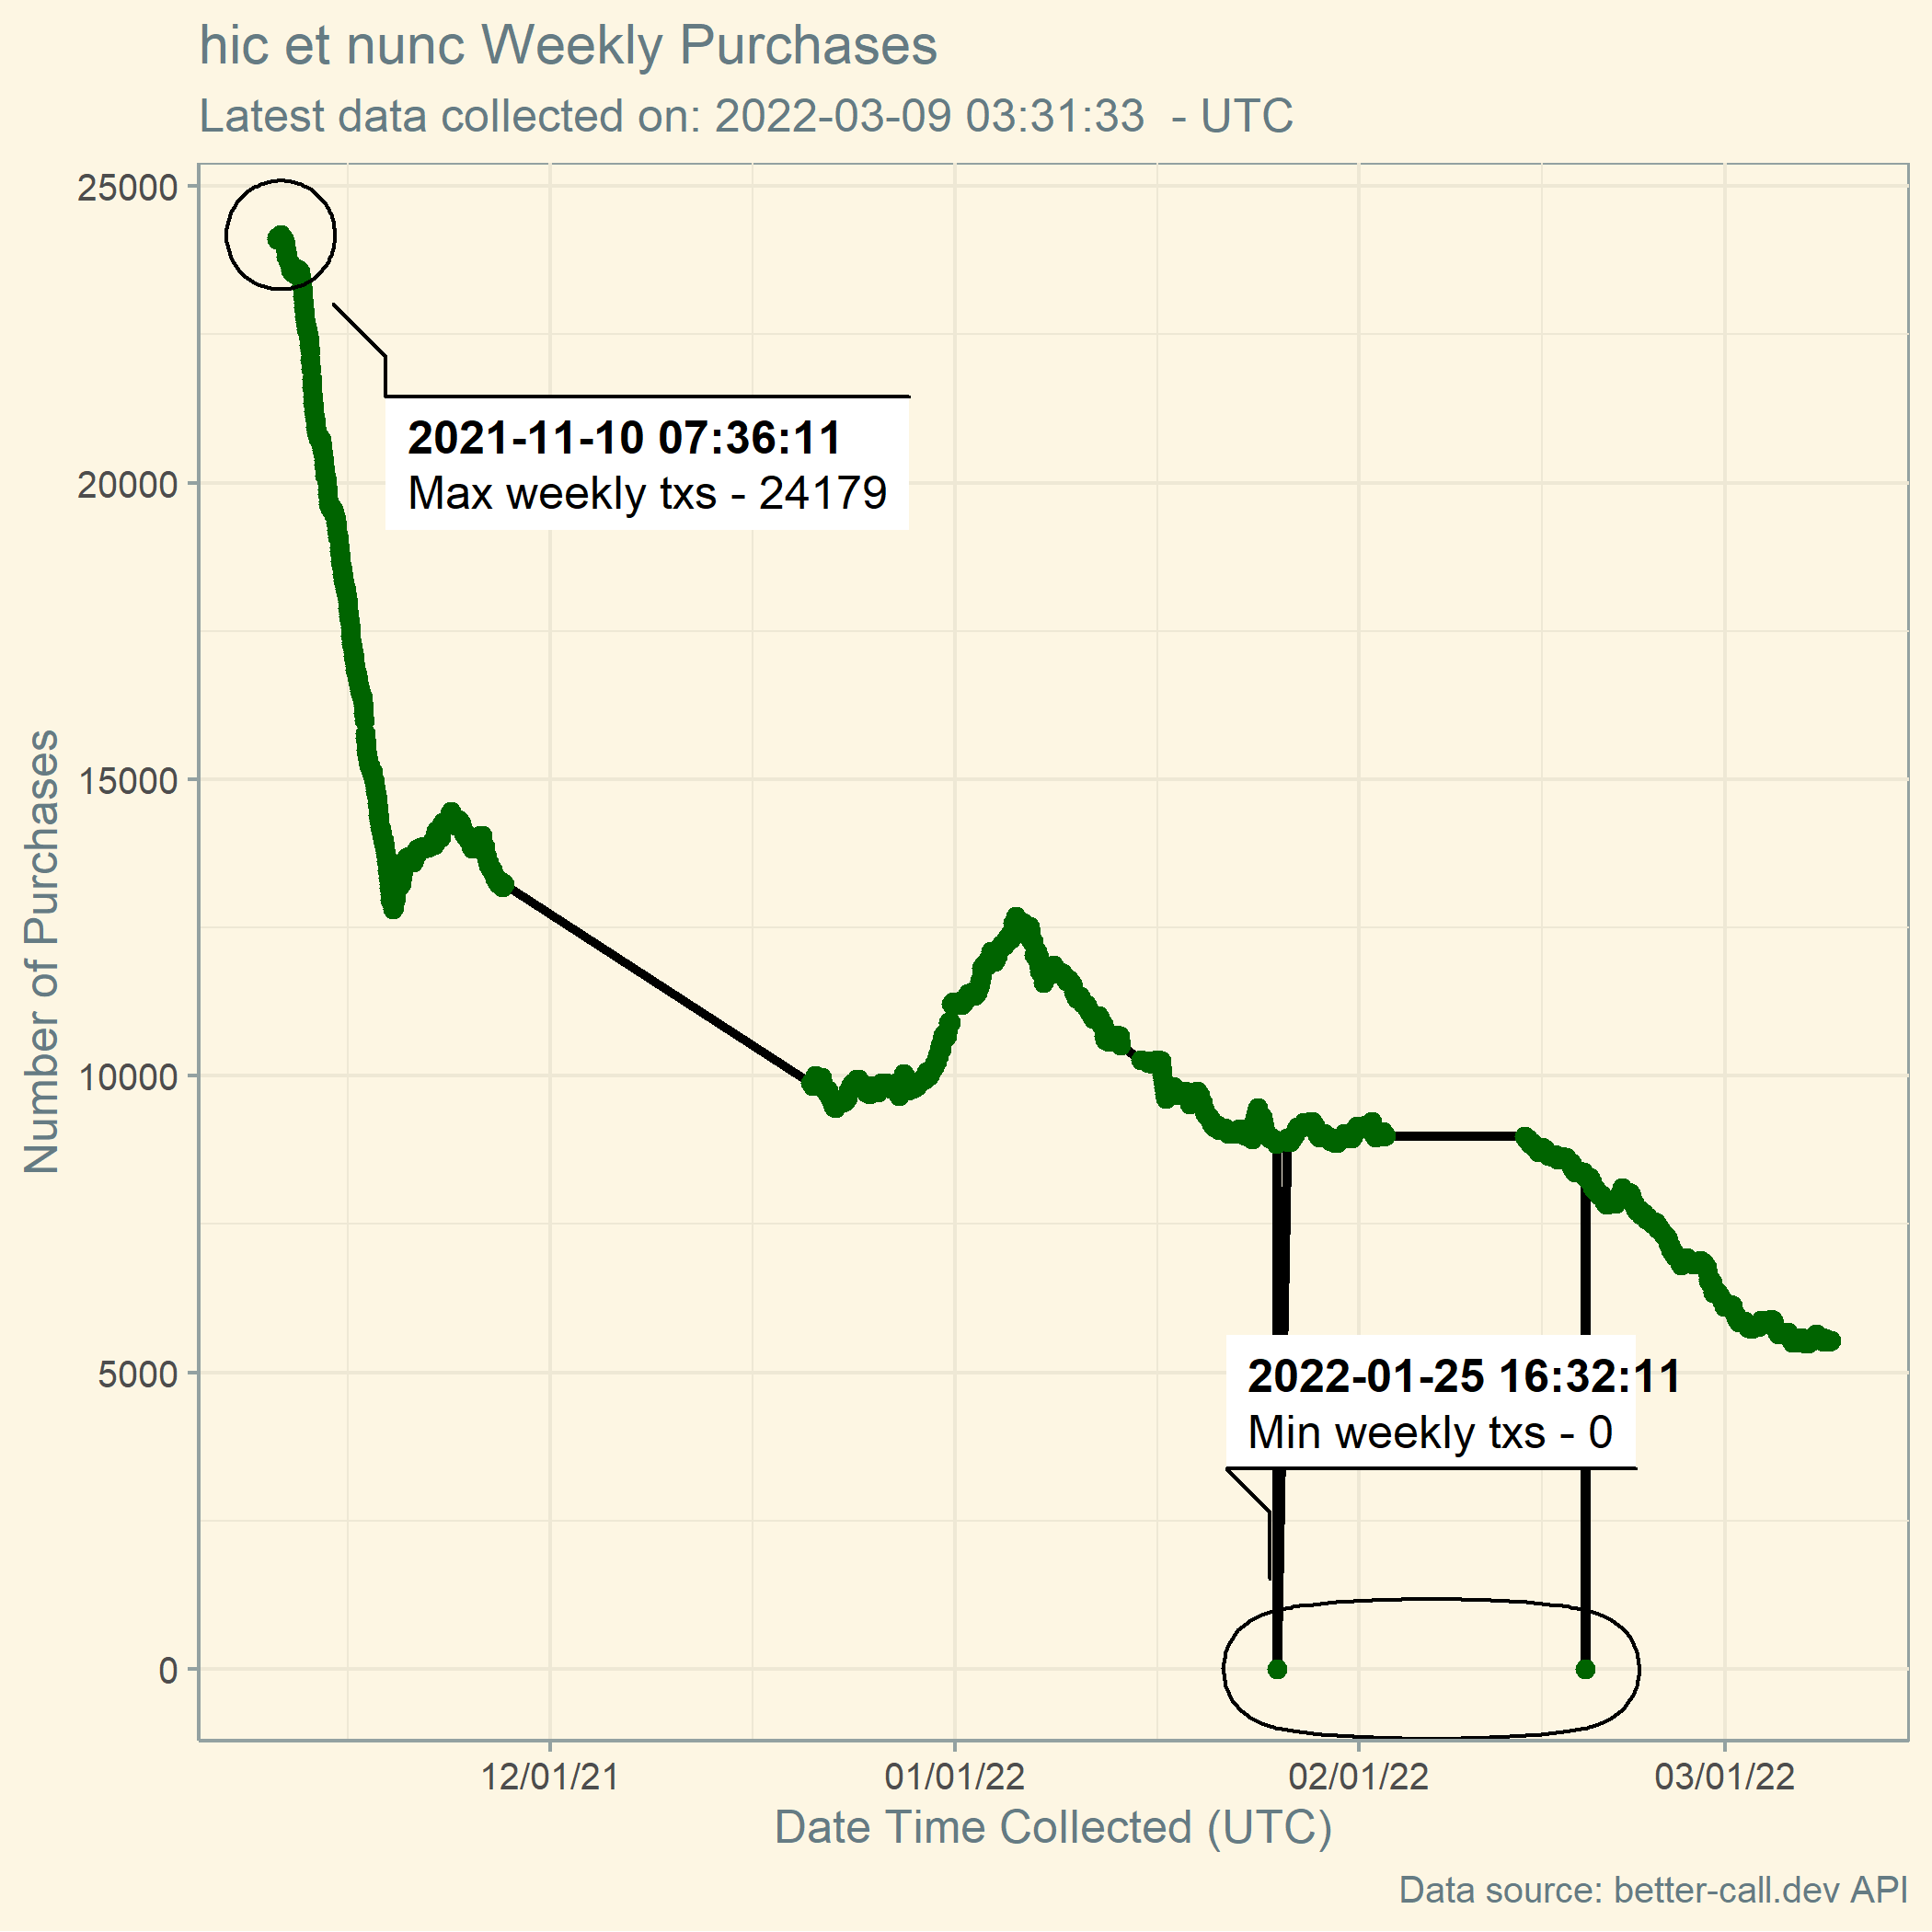 hic et nunc Weekly Purchases
Latest data collected on: 2022-03-09 03:31:33  - UTC
Number of Purchases
25000
20000
15000
10000
5000
0
2021-11-10 07:36:11
Max weekly txs - 24179
2022-01-25 16:32:11
Min weekly txs - 0
12/01/21
01/01/22
02/01/22
03/01/22
Date Time Collected (UTC)
Data source: better-call.dev API